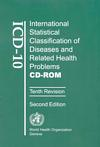 ICD-10
International
Statistical
Classification of
Diseases and
Related Health
Problems
CD-ROM
Tenth Revision
Second Edition
World Health Organization
Geneva